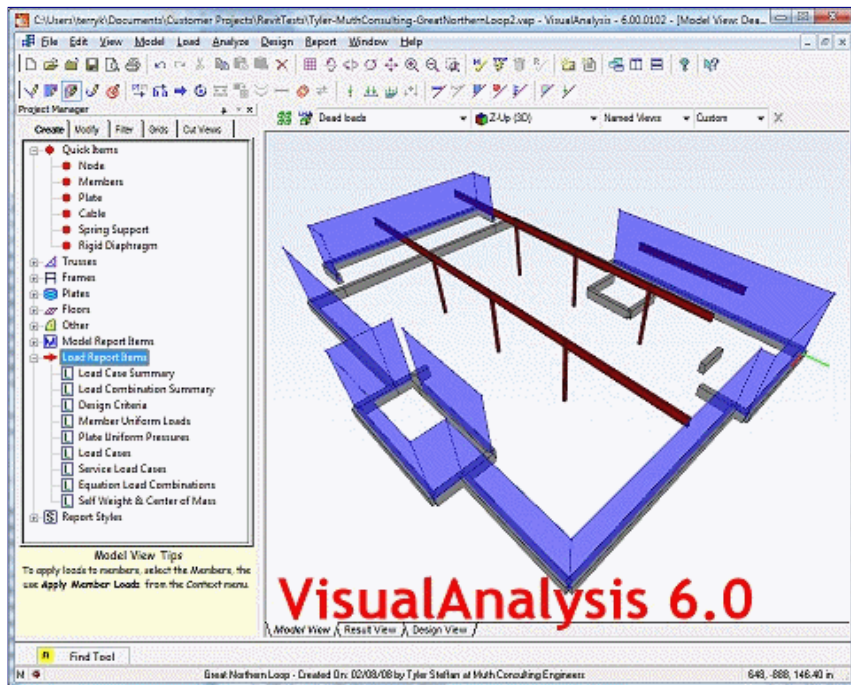 C:\Users\terryk\Documents\Customer Projects\RevitTests\Tyler-MuthConsulting-GreatNorthernLoop2.vap - VisualAnalysis - 6.00.0102 - [Model View: Dea...
File Edit View Model Load Analyze Design Report Window Help
Project Manager
Create Modify Filter Grids Cut Views
Dead loads Z-Up (3D) Named Views Custom
Quick Items
Node
Members
Plate
Cable
Spring Support
Rigid Diaphragm
Trusses
Frames
Plates
Floors
Other
Model Report Items
Load Report Items
Load Case Summary
Load Combination Summary
Design Criteria
Member Uniform Loads
Plate Uniform Pressures
Load Cases
Service Load Cases
Equation Load Combinations
Self Weight & Center of Mass
Report Styles
Model View Tips
To apply loads to members, select the Members, the
use Apply Member Loads from the Context menu.
VisualAnalysis 6.0
Model View Result View Design View
Find Tool
Great Northern Loop - Created On: 02/08/08 by Tyler Steffan at Muth Consulting Engineers
648, -888, 146.40 in